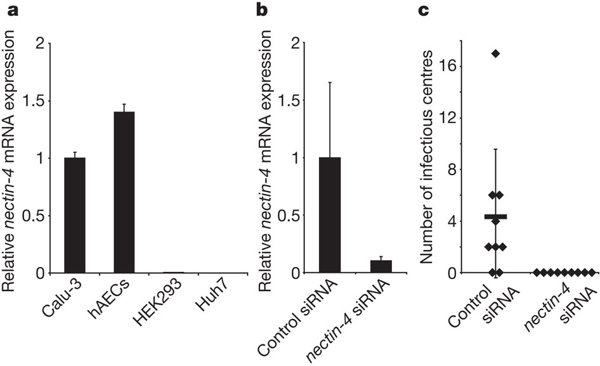 a
Relative nectin-4 mRNA expression
2
1.5
1
0.5
0
Calu-3
hAECs
HEK293
Huh7
b
Relative nectin-4 mRNA expression
2
1.5
1
0.5
0
Control siRNA
nectin-4 siRNA
c
Number of infectious centres
16
12
8
4
0
Control
siRNA
nectin-4
siRNA